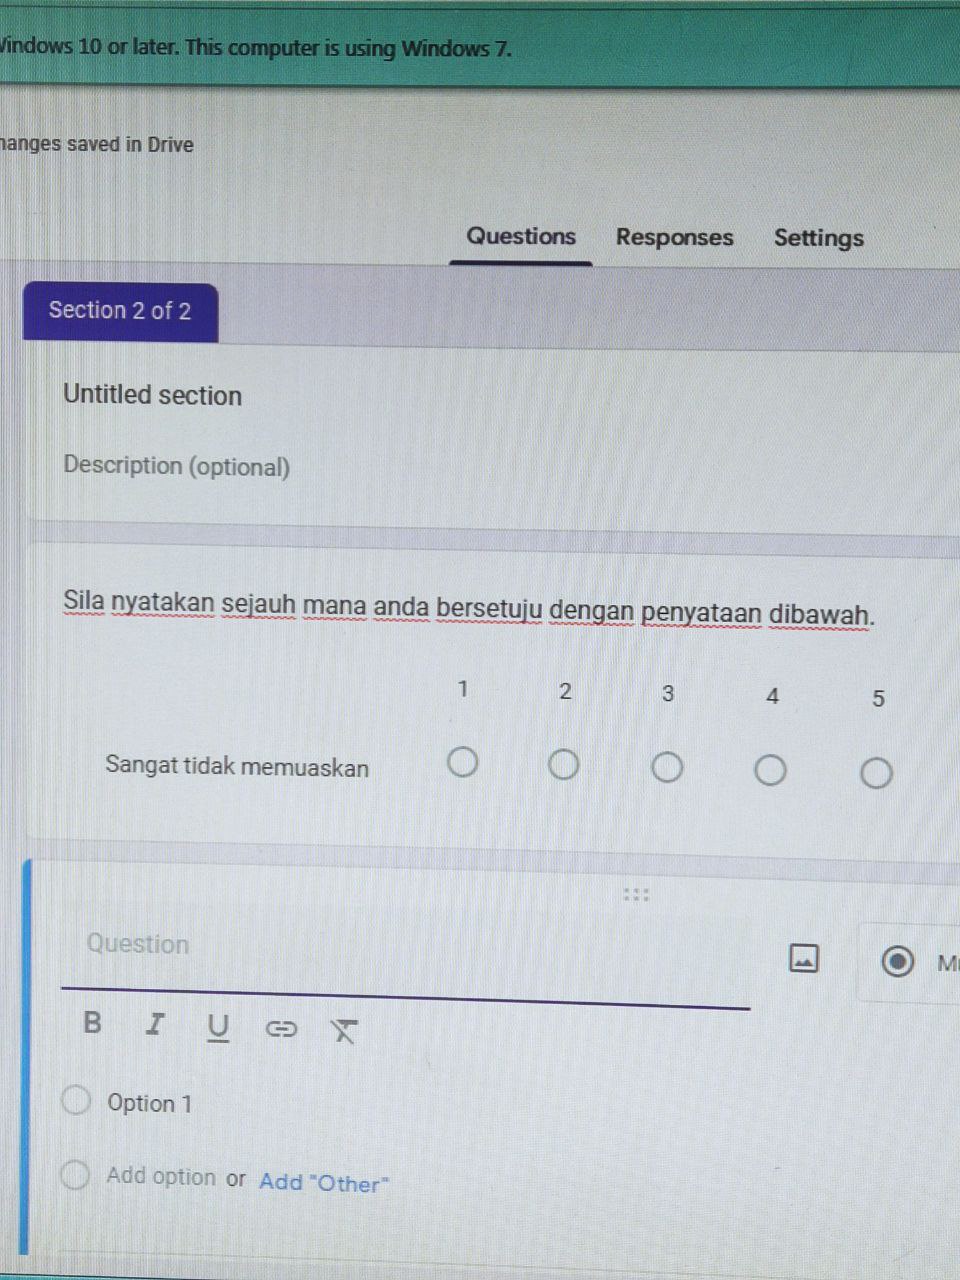 Windows 10 or later. This computer is using Windows 7.
hanges saved in Drive
Questions Responses Settings
Section 2 of 2
Untitled section
Description (optional)
Sila nyatakan sejauh mana anda bersetuju dengan penyataan dibawah.
1 2 3 4 5
Sangat tidak memuaskan
Question
B I U
Option 1
Add option or Add "Other"